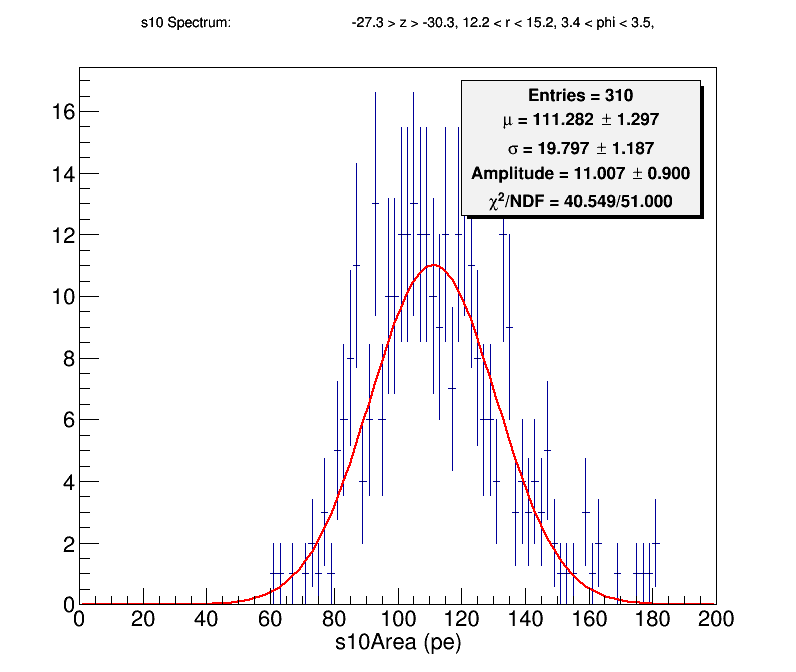 s10 Spectrum: -27.3 > z > -30.3, 12.2 < r < 15.2, 3.4 < phi < 3.5,
Entries = 310
μ = 111.282 ± 1.297
σ = 19.797 ± 1.187
Amplitude = 11.007 ± 0.900
χ²/NDF = 40.549/51.000
16
14
12
10
8
6
4
2
0
0 20 40 60 80 100 120 140 160 180 200
s10Area (pe)